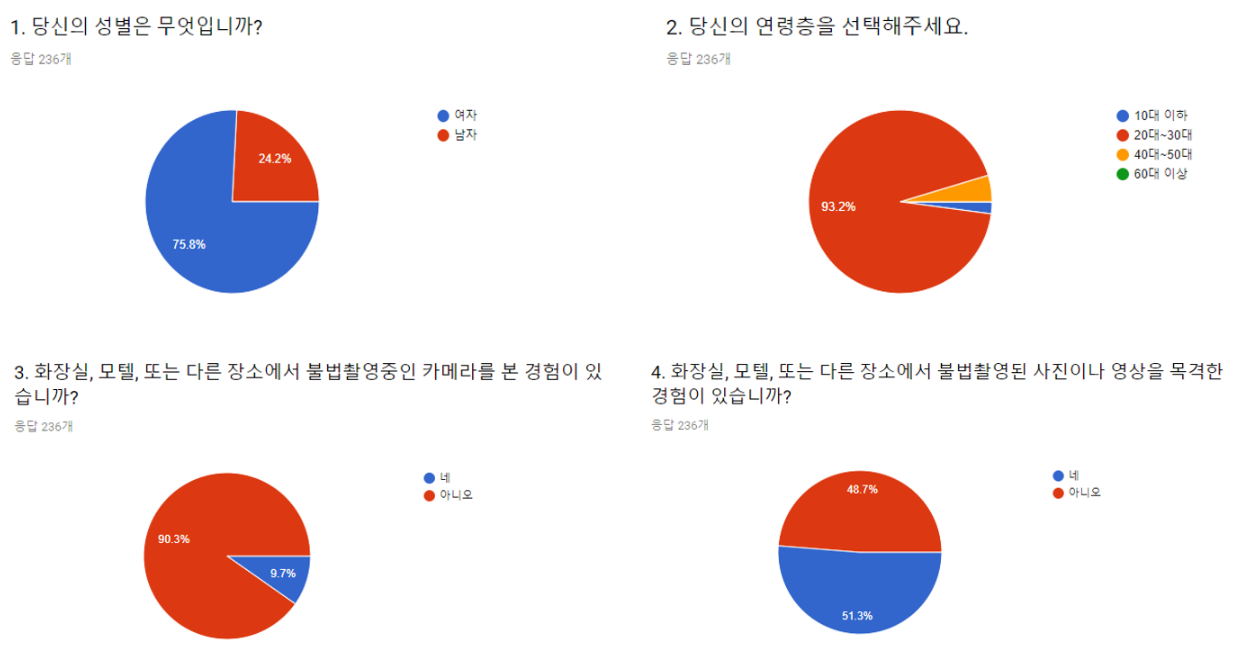 1. 당신의 성별은 무엇입니까?
응답 236개
여자
남자
24.2%
75.8%
2. 당신의 연령층을 선택해주세요.
응답 236개
10대 이하
20대~30대
40대~50대
60대 이상
93.2%
3. 화장실, 모텔, 또는 다른 장소에서 불법촬영중인 카메라를 본 경험이 있
습니까?
응답 236개
네
아니오
90.3%
9.7%
4. 화장실, 모텔, 또는 다른 장소에서 불법촬영된 사진이나 영상을 목격한
경험이 있습니까?
응답 236개
네
아니오
48.7%
51.3%